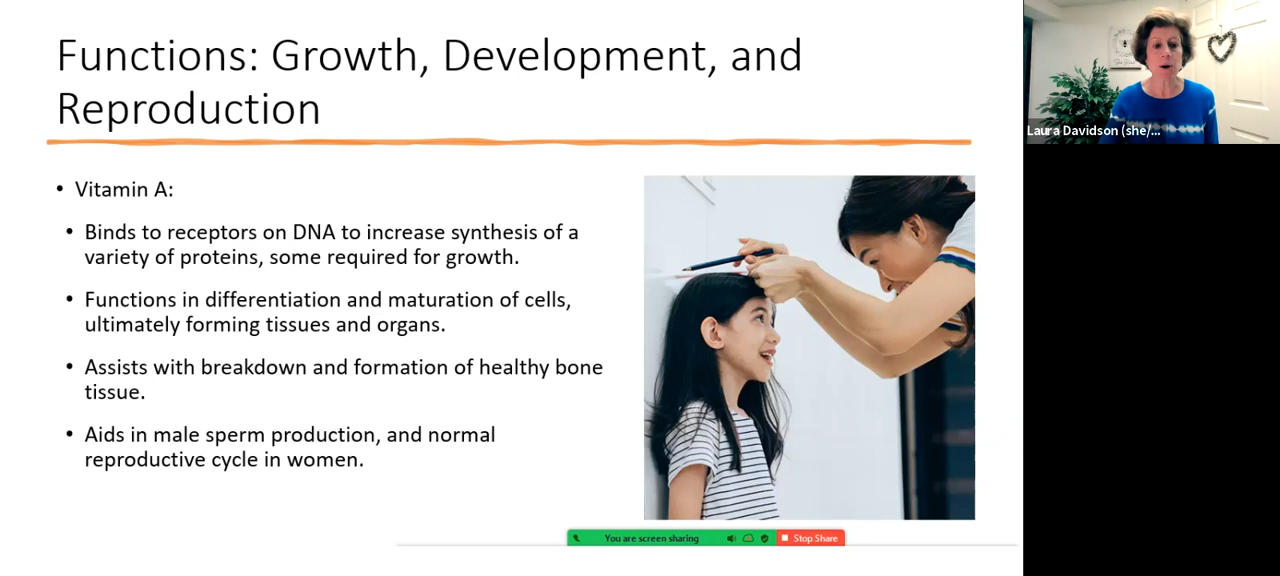 Functions: Growth, Development, and
Reproduction
• Vitamin A:
• Binds to receptors on DNA to increase synthesis of a
variety of proteins, some required for growth.
• Functions in differentiation and maturation of cells,
ultimately forming tissues and organs.
• Assists with breakdown and formation of healthy bone
tissue.
• Aids in male sperm production, and normal
reproductive cycle in women.
You are screen sharing
Stop Share
Laura Davidson (she/...